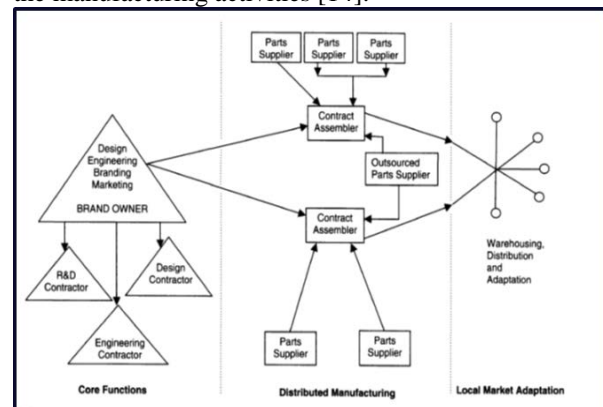 the manufacturing activities [14].
Parts
Supplier
Parts
Supplier
Parts
Supplier
Contract
Assembler
Design
Engineering
Branding
Marketing
BRAND OWNER
Outsourced
Parts Supplier
Contract
Assembler
R&D
Contractor
Design
Contractor
Engineering
Contractor
Warehousing,
Distribution
and
Adaptation
Parts
Supplier
Parts
Supplier
Core Functions
Distributed Manufacturing
Local Market Adaptation